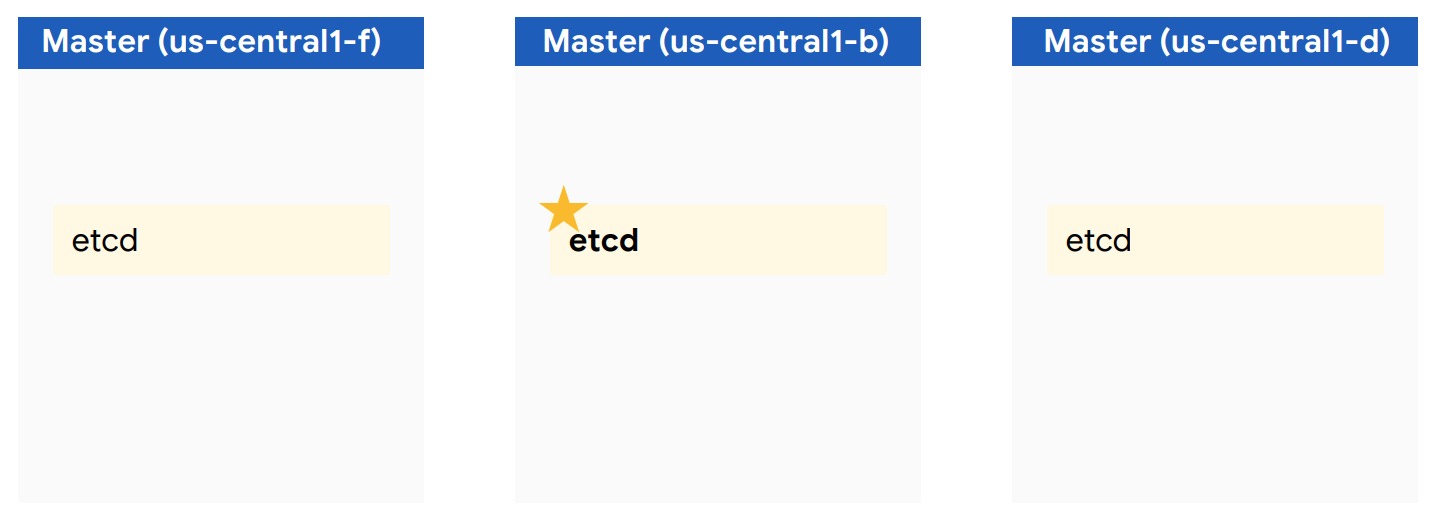 Master (us-central1-f)
Master (us-central1-b)
Master (us-central1-d)
etcd
etcd
etcd